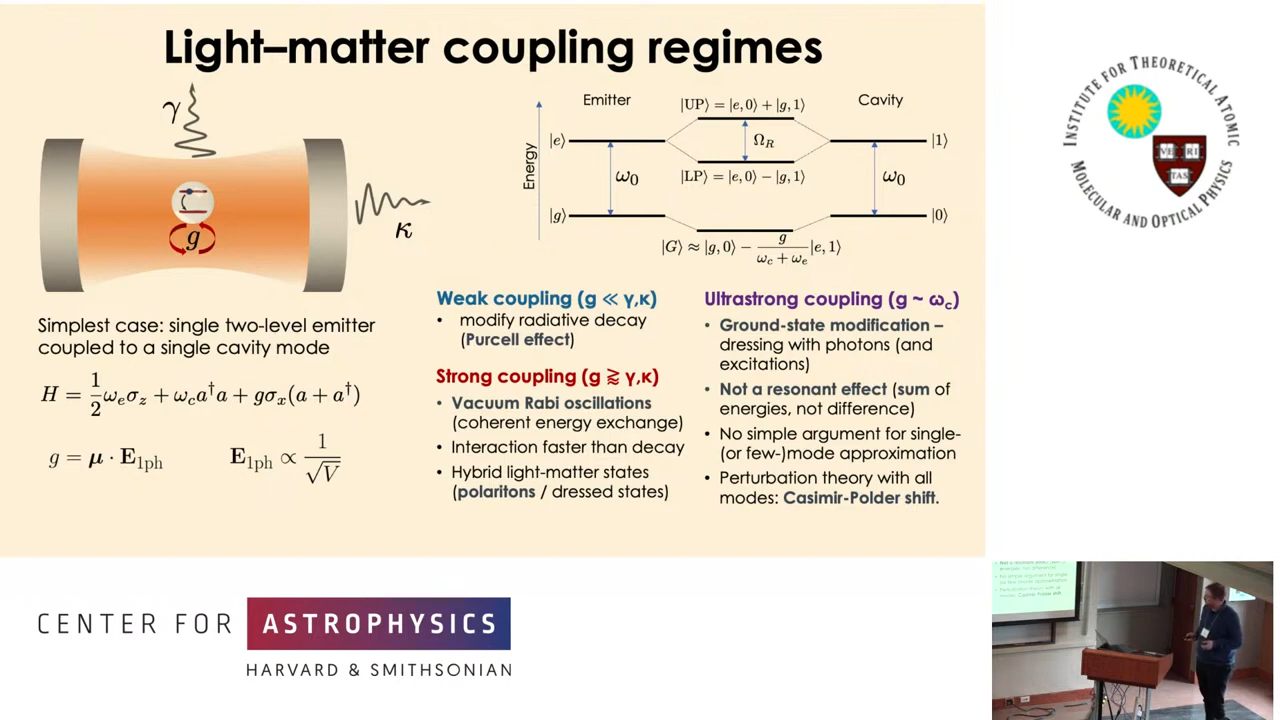 Light–matter coupling regimes
γ
g
κ
Simplest case: single two-level emitter
coupled to a single cavity mode
H = 1/2 ω_e σ_z + ω_c a†a + gσ_x(a + a†)
g = μ · E_1ph    E_1ph ∝ 1/√V
Emitter
Cavity
Energy
|UP⟩ = |e, 0⟩ + |g, 1⟩
|e⟩
Ω_R
|1⟩
ω₀
|LP⟩ = |e, 0⟩ − |g, 1⟩
ω₀
|g⟩
|0⟩
|G⟩ ≈ |g, 0⟩ − g/(ω_c + ω_e) |e, 1⟩
Weak coupling (g ≪ γ,κ)
• modify radiative decay
(Purcell effect)
Strong coupling (g ≷ γ,κ)
• Vacuum Rabi oscillations
(coherent energy exchange)
• Interaction faster than decay
• Hybrid light-matter states
(polaritons / dressed states)
Ultrastrong coupling (g ~ ω_c)
• Ground-state modification –
dressing with photons (and
excitations)
• Not a resonant effect (sum of
energies, not difference)
• No simple argument for single-
(or few-)mode approximation
• Perturbation theory with all
modes: Casimir-Polder shift.
INSTITUTE FOR THEORETICAL ATOMIC
MOLECULAR AND OPTICAL PHYSICS
VE RI
TAS
CENTER FOR ASTROPHYSICS
HARVARD & SMITHSONIAN